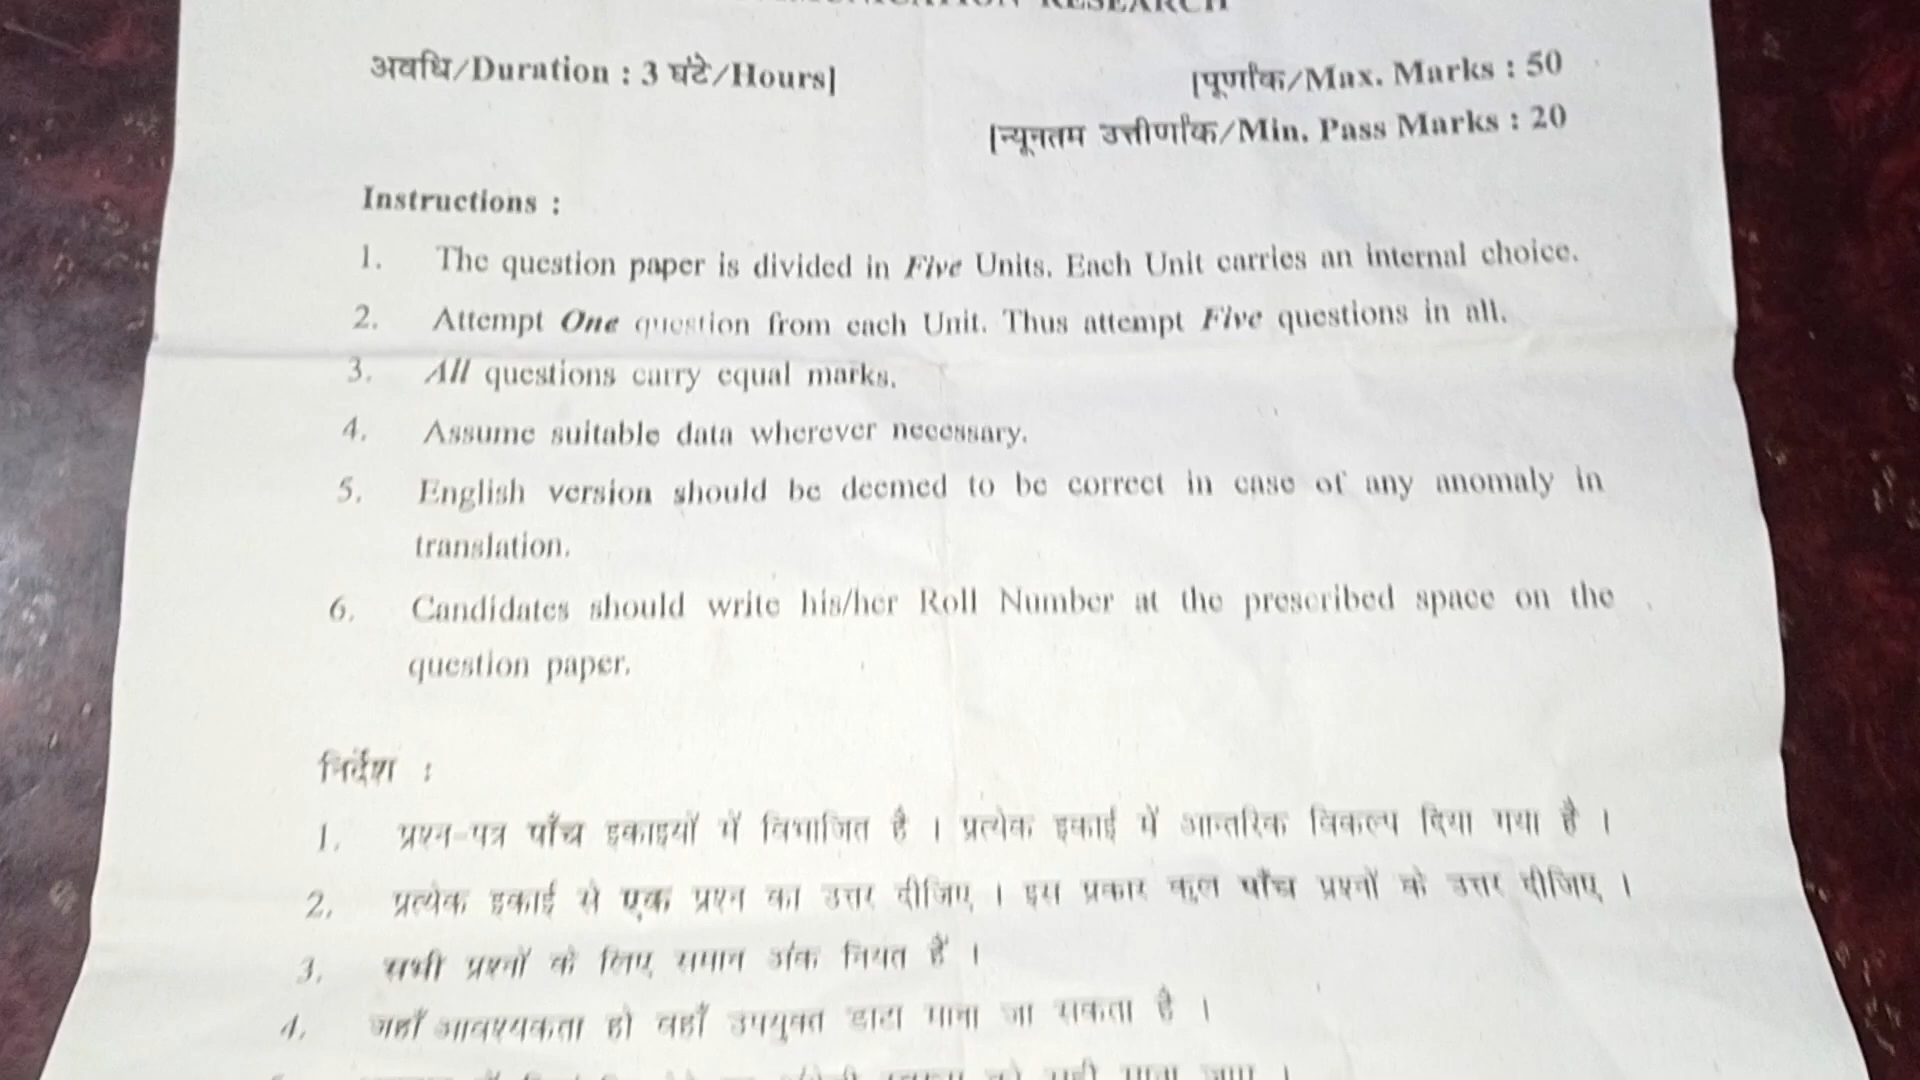 RESEARCH
अवधि/Duration : 3 घंटे/Hours] [पूर्णांक/Max. Marks : 50
[न्यूनतम उत्तीर्णांक/Min. Pass Marks : 20
Instructions :
1. The question paper is divided in Five Units. Each Unit carries an internal choice.
2. Attempt One question from each Unit. Thus attempt Five questions in all.
3. All questions carry equal marks.
4. Assume suitable data wherever necessary.
5. English version should be deemed to be correct in case of any anomaly in
translation.
6. Candidates should write his/her Roll Number at the prescribed space on the
question paper.
निर्देश :
1. प्रश्न-पत्र पाँच इकाइयों में विभाजित है । प्रत्येक इकाई में आन्तरिक विकल्प दिया गया है ।
2. प्रत्येक इकाई से एक प्रश्न का उत्तर दीजिए । इस प्रकार कुल पाँच प्रश्नों के उत्तर दीजिए ।
3. सभी प्रश्नों के लिए समान अंक नियत हैं ।
4. जहाँ आवश्यकता हो वहाँ उपयुक्त डाटा माना जा सकता है ।